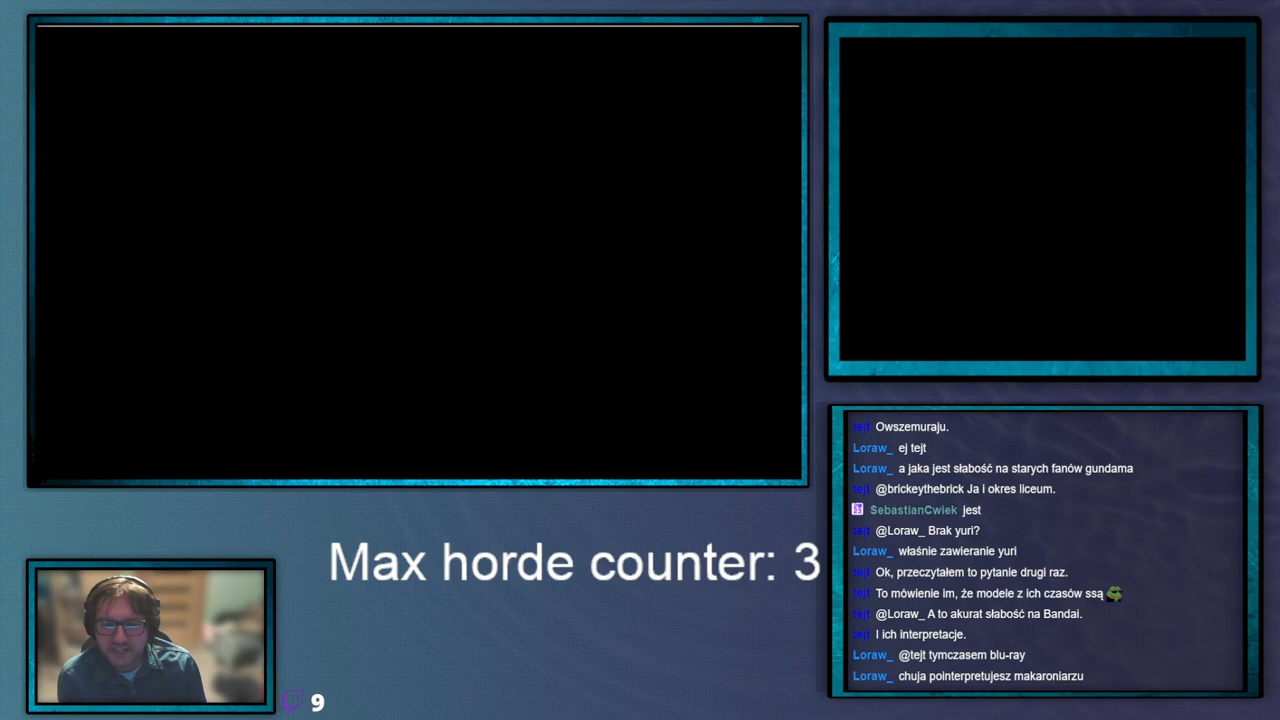 tejt Owszemuraju.
Loraw_ ej tejt
Loraw_ a jaka jest słabość na starych fanów gundama
tejt @brickeythebrick Ja i okres liceum.
SebastianCwiek jest
tejt @Loraw_ Brak yuri?
Loraw_ właśnie zawieranie yuri
tejt Ok, przeczytałem to pytanie drugi raz.
tejt To mówienie im, że modele z ich czasów ssą
tejt @Loraw_ A to akurat słabość na Bandai.
tejt I ich interpretacje.
Loraw_ @tejt tymczasem blu-ray
Loraw_ chuja pointerpretujesz makaroniarzu
Max horde counter: 3
9